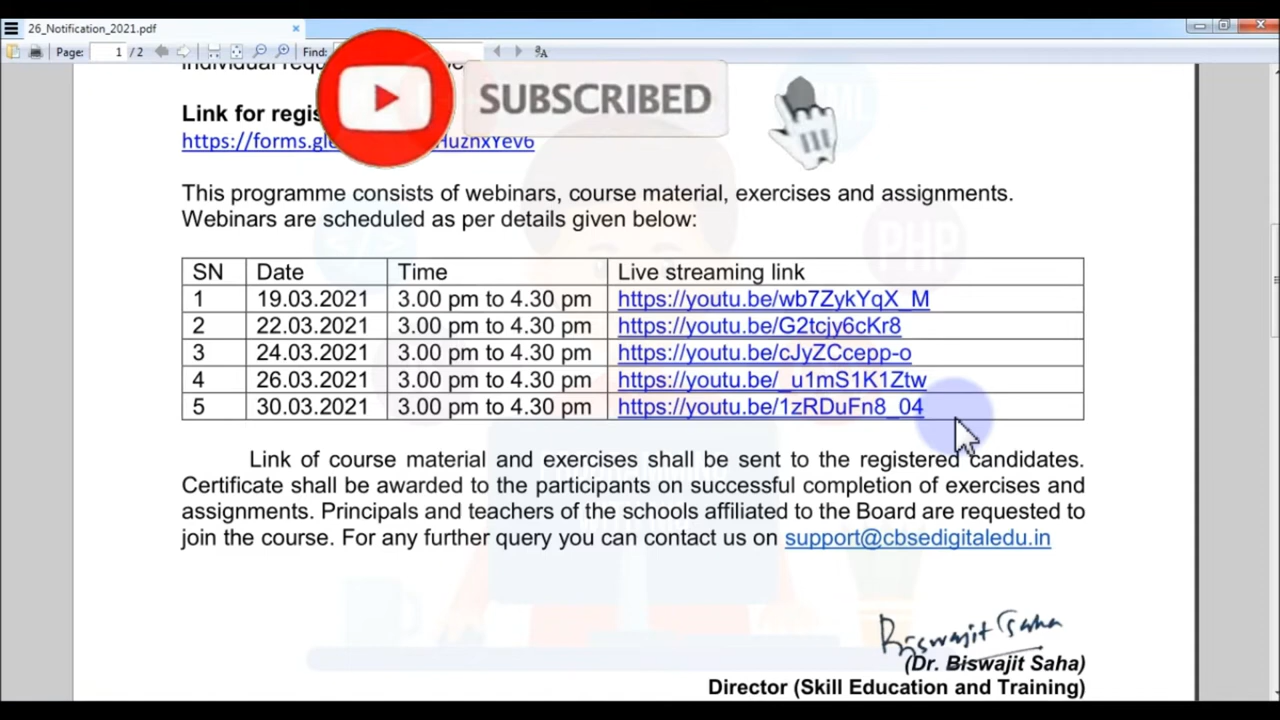 26_Notification_2021.pdf
Page: 1 / 2 Find:
SUBSCRIBED
Link for
https://forms.gle
This programme consists of webinars, course material, exercises and assignments.
Webinars are scheduled as per details given below:
SN Date Time Live streaming link
1 19.03.2021 3.00 pm to 4.30 pm https://youtu.be/wb7ZykYqX_M
2 22.03.2021 3.00 pm to 4.30 pm https://youtu.be/G2tcjy6cKr8
3 24.03.2021 3.00 pm to 4.30 pm https://youtu.be/cJyZCcepp-o
4 26.03.2021 3.00 pm to 4.30 pm https://youtu.be/_u1mS1K1Ztw
5 30.03.2021 3.00 pm to 4.30 pm https://youtu.be/1zRDuFn8_04
Link of course material and exercises shall be sent to the registered candidates.
Certificate shall be awarded to the participants on successful completion of exercises and
assignments. Principals and teachers of the schools affiliated to the Board are requested to
join the course. For any further query you can contact us on support@cbsedigitaledu.in
Biswajit Saha
(Dr. Biswajit Saha)
Director (Skill Education and Training)
PHP